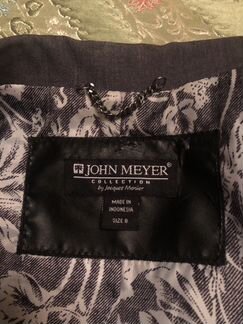 JOHN MEYER®
COLLECTION
by Jacques Monier
MADE IN
INDONESIA
SIZE 8